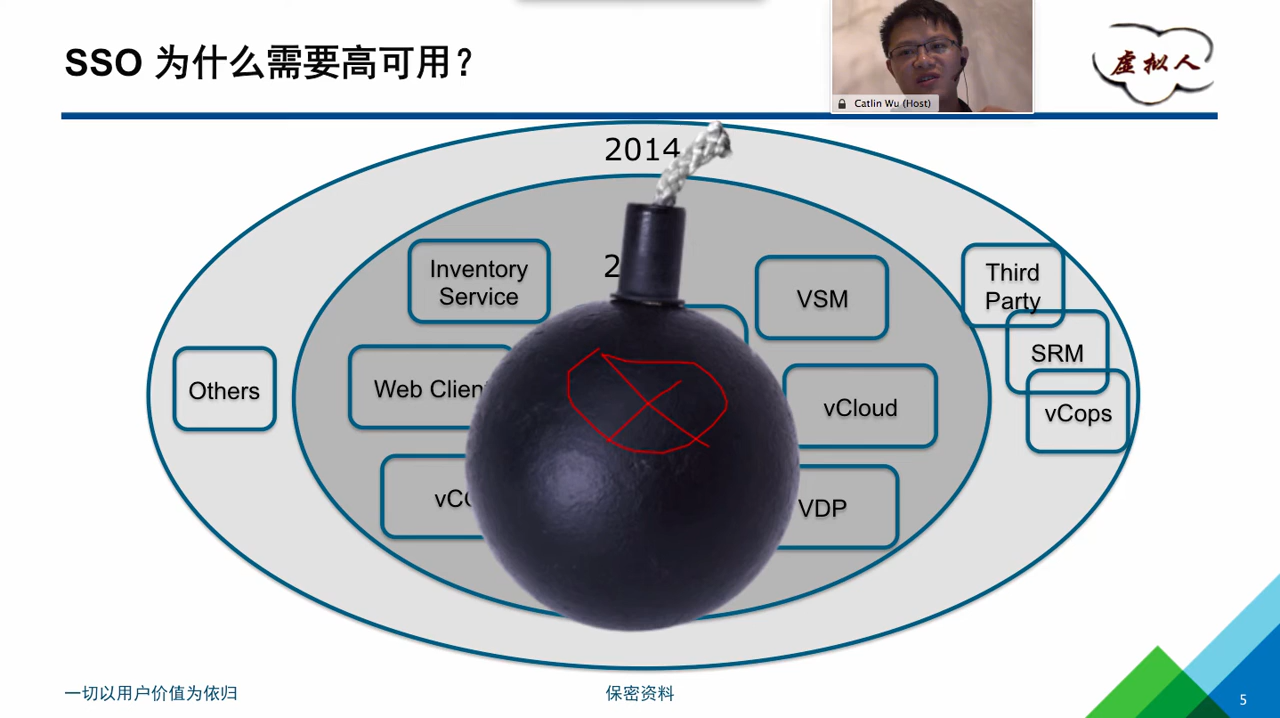 SSO 为什么需要高可用？
Catlin Wu (Host)
虚拟人
2014
Inventory
Service
VSM
Third
Party
SRM
Others
Web Clien
vCloud
vCops
VDP
一切以用户价值为依归
保密资料
5